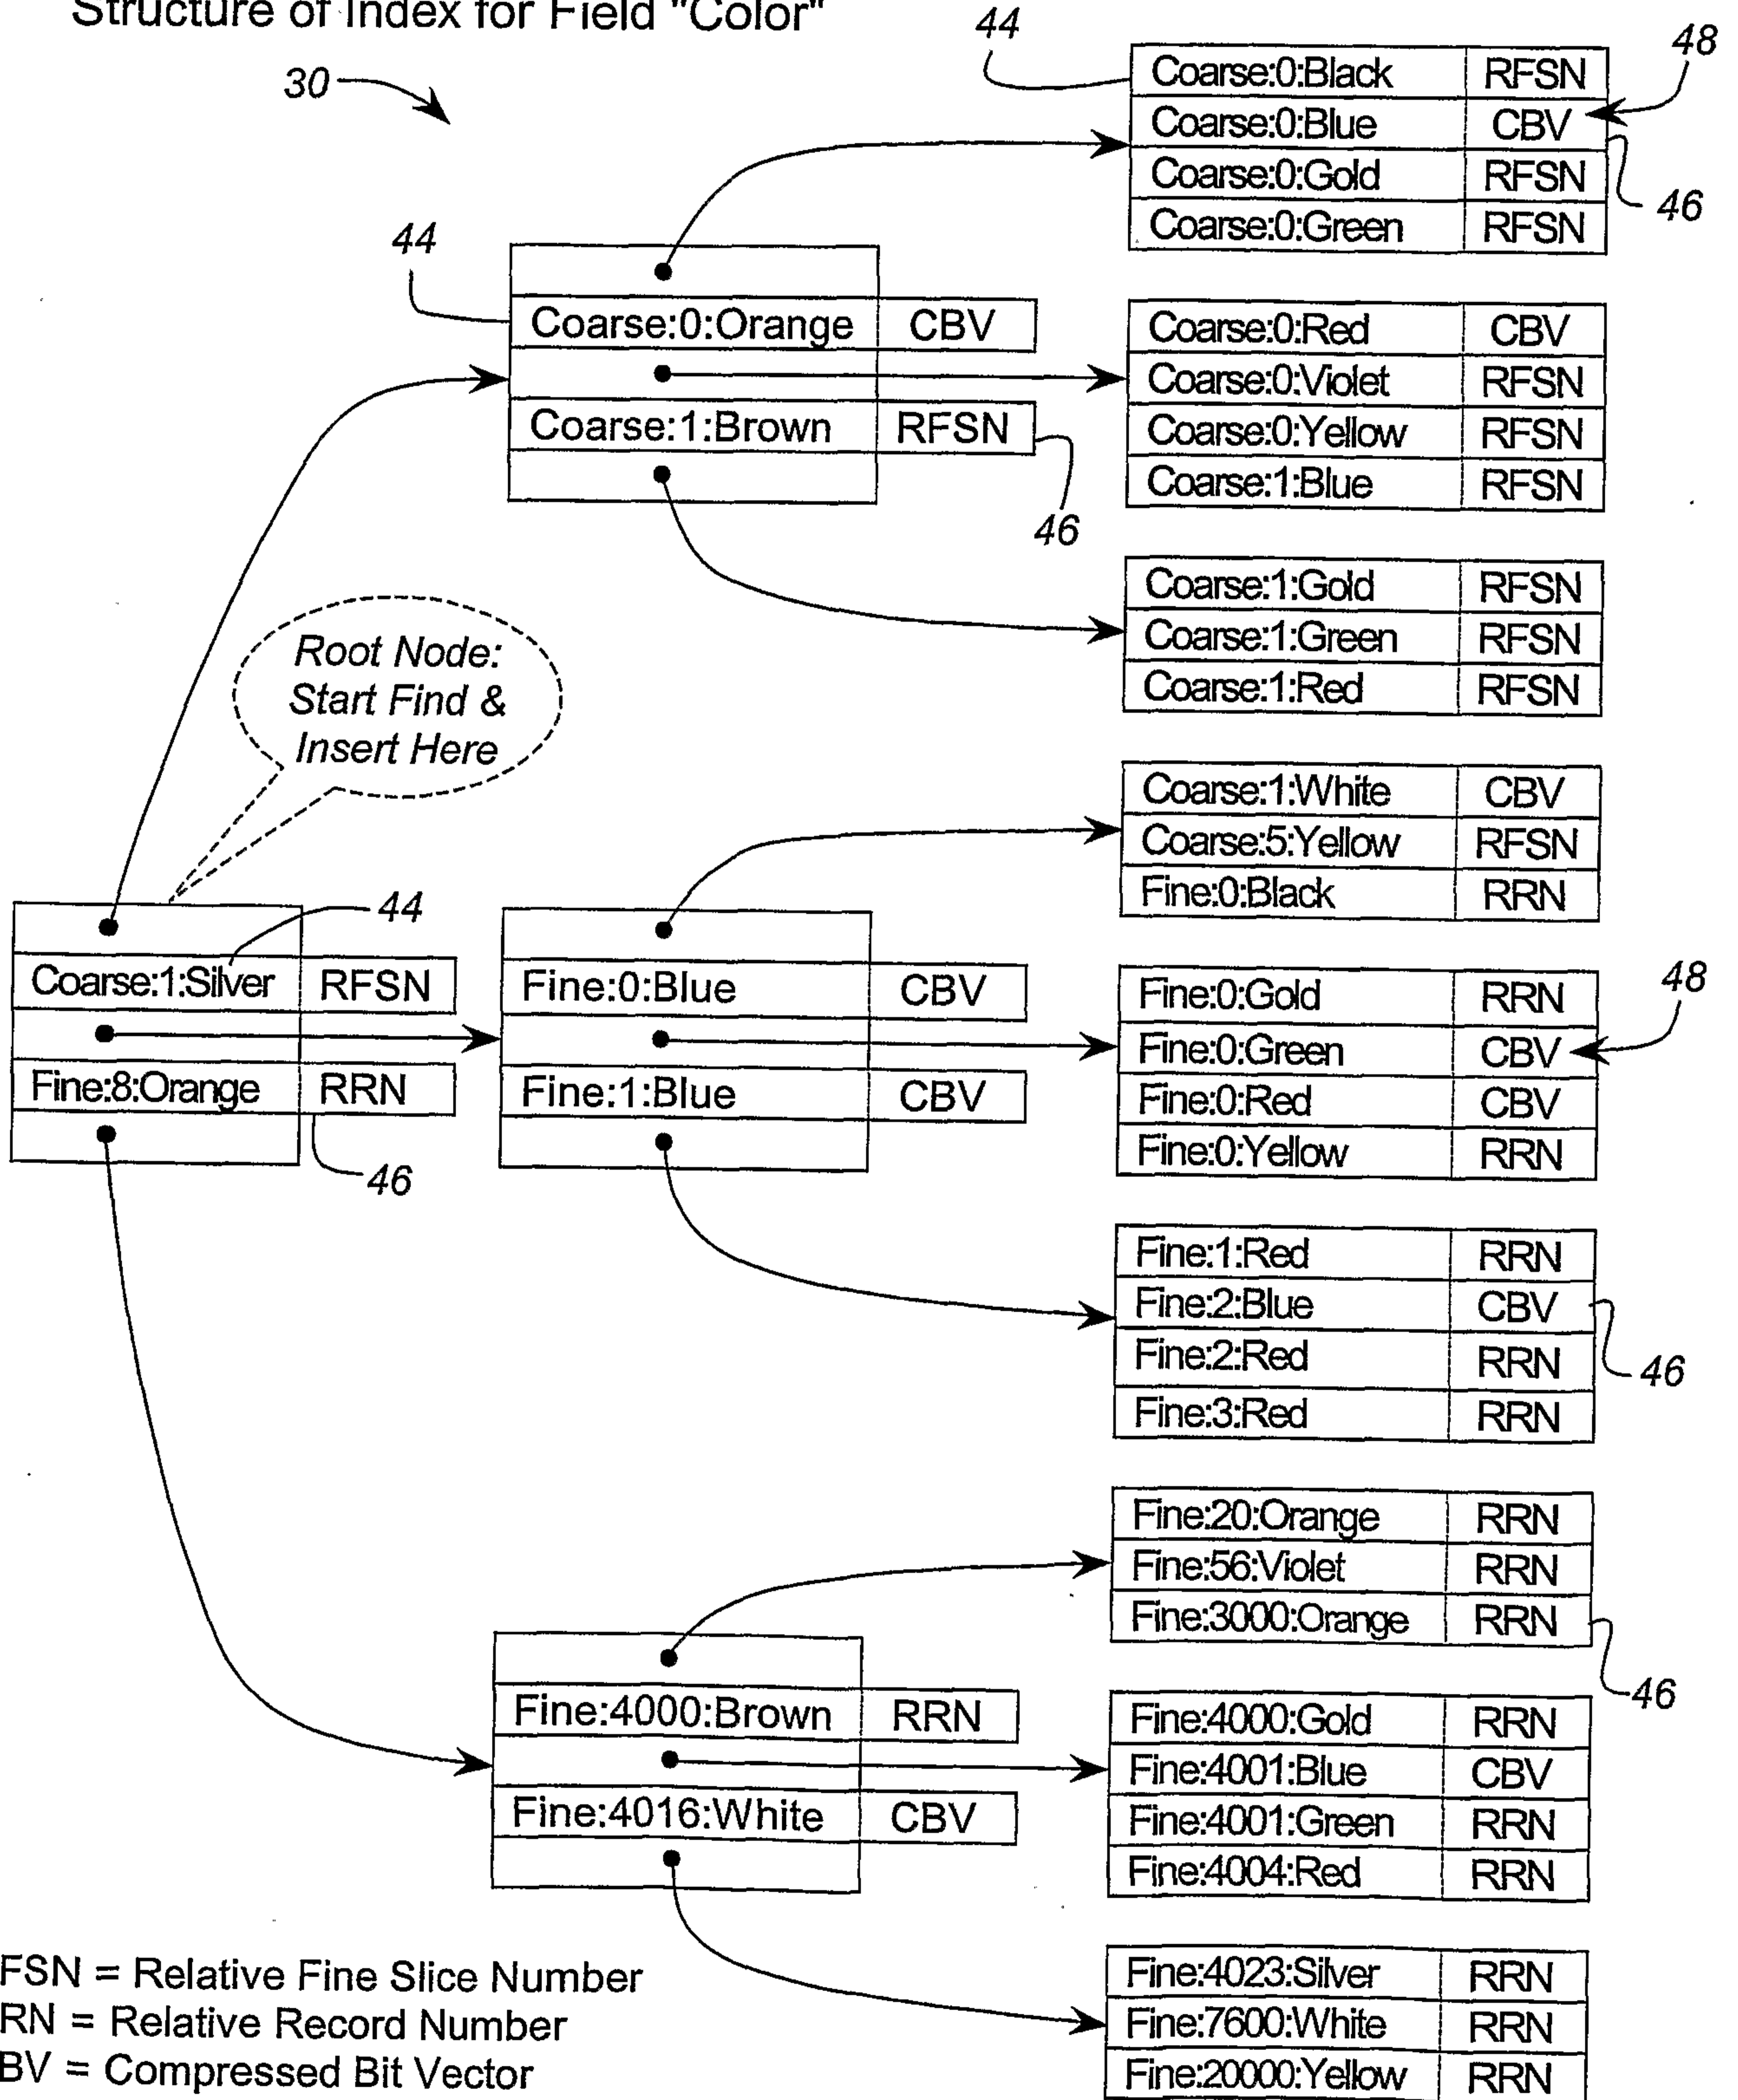 Structure of Index for Field "Color"
30
44
48
Coarse:0:Black RFSN
Coarse:0:Blue CBV
Coarse:0:Gold RFSN
Coarse:0:Green RFSN
46
44
Coarse:0:Orange CBV
Coarse:1:Brown RFSN
46
Coarse:0:Red CBV
Coarse:0:Violet RFSN
Coarse:0:Yellow RFSN
Coarse:1:Blue RFSN
Coarse:1:Gold RFSN
Coarse:1:Green RFSN
Coarse:1:Red RFSN
Root Node:
Start Find &
Insert Here
44
Coarse:1:Silver RFSN
Fine:8:Orange RRN
46
Fine:0:Blue CBV
Fine:1:Blue CBV
Coarse:1:White CBV
Coarse:5:Yellow RFSN
Fine:0:Black RRN
48
Fine:0:Gold RRN
Fine:0:Green CBV
Fine:0:Red CBV
Fine:0:Yellow RRN
Fine:1:Red RRN
Fine:2:Blue CBV
Fine:2:Red RRN
Fine:3:Red RRN
46
Fine:4000:Brown RRN
Fine:4016:White CBV
Fine:20:Orange RRN
Fine:56:Violet RRN
Fine:3000:Orange RRN
46
Fine:4000:Gold RRN
Fine:4001:Blue CBV
Fine:4001:Green RRN
Fine:4004:Red RRN
Fine:4023:Silver RRN
Fine:7600:White RRN
Fine:20000:Yellow RRN
FSN = Relative Fine Slice Number
RN = Relative Record Number
BV = Compressed Bit Vector